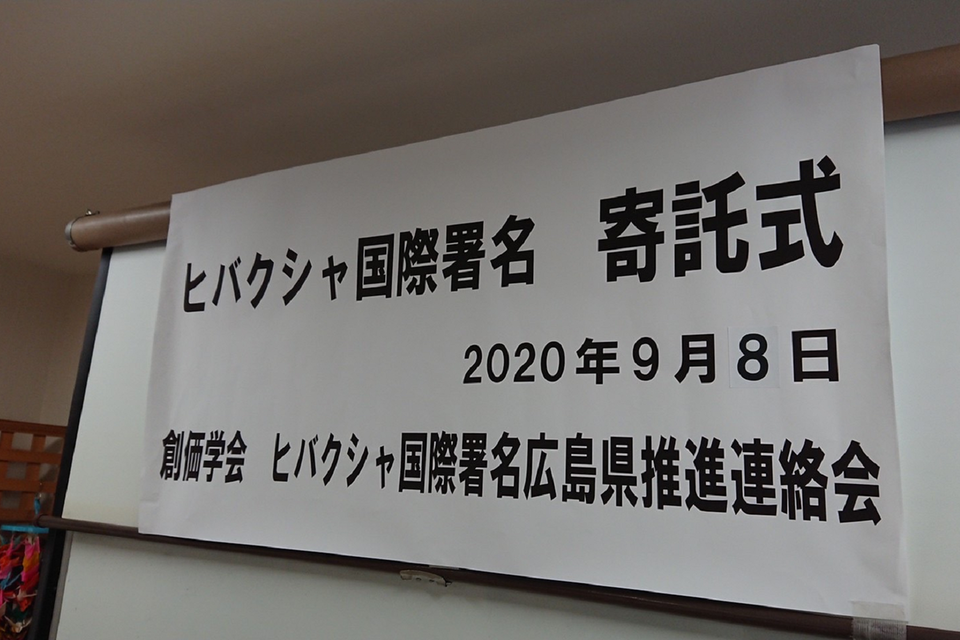 ヒバクシャ国際署名　寄託式
2020年9月8日
創価学会　ヒバクシャ国際署名広島県推進連絡会